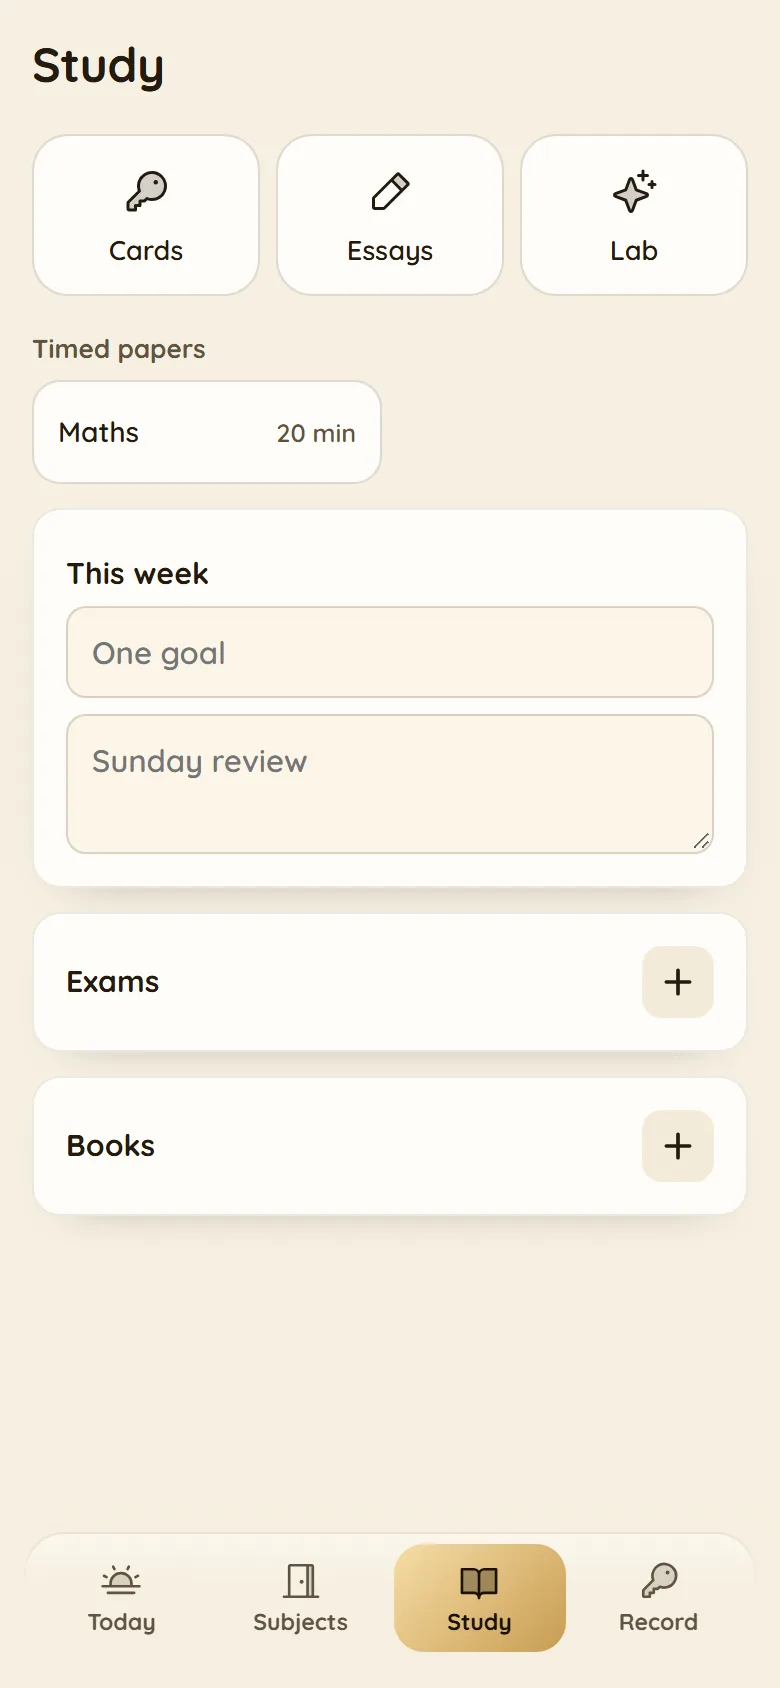 Study
Cards
Essays
Lab
Timed papers
Maths 20 min
This week
One goal
Sunday review
Exams
Books
Today
Subjects
Study
Record